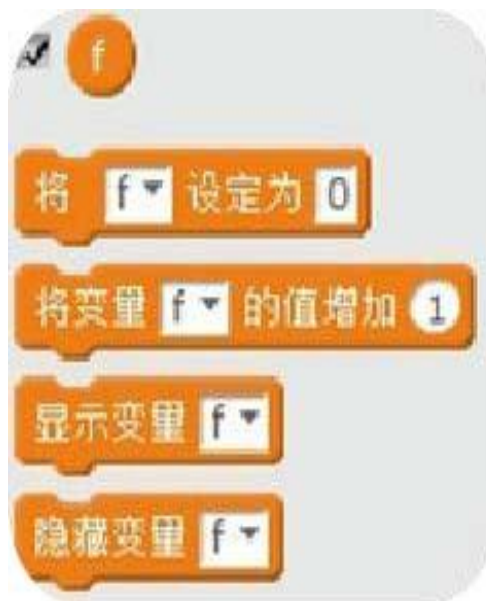 f
将 f 设定为 0
将变量 f 的值增加 1
显示变量 f
隐藏变量 f